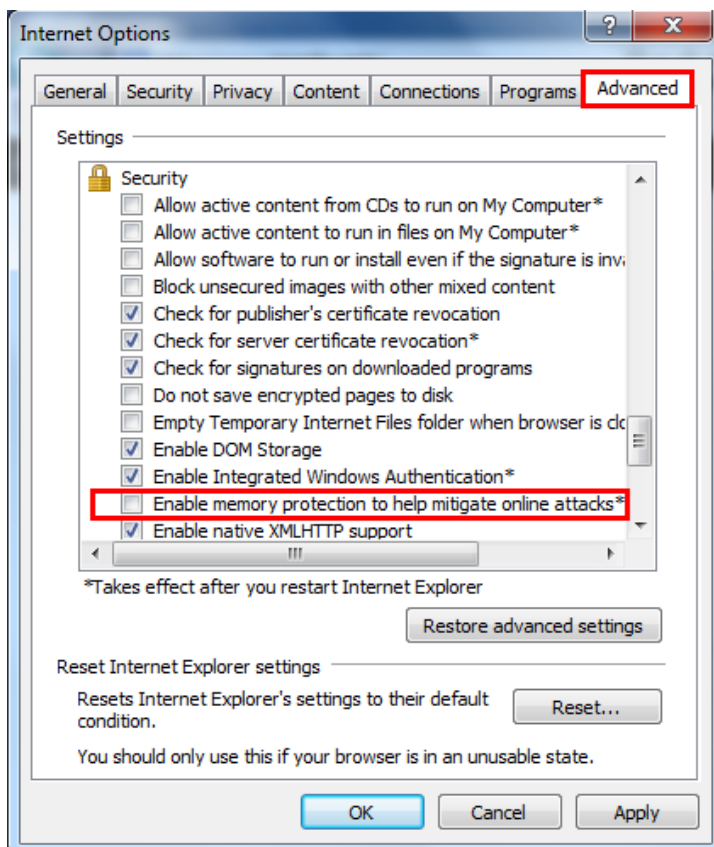 Internet Options
?
X
General Security Privacy Content Connections Programs Advanced
Settings
Security
Allow active content from CDs to run on My Computer*
Allow active content to run in files on My Computer*
Allow software to run or install even if the signature is
Block unsecured images with other mixed content
Check for publisher's certificate revocation
Check for server certificate revocation*
Check for signatures on downloaded programs
Do not save encrypted pages to disk
Empty Temporary Internet Files folder when browser is
Enable DOM Storage
Enable Integrated Windows Authentication*
Enable memory protection to help mitigate online attacks*
Enable native XMLHTTP support
*Takes effect after you restart Internet Explorer
Restore advanced settings
Reset Internet Explorer settings
Resets Internet Explorer's settings to their default
condition.
Reset...
You should only use this if your browser is in an unusable state.
OK Cancel Apply